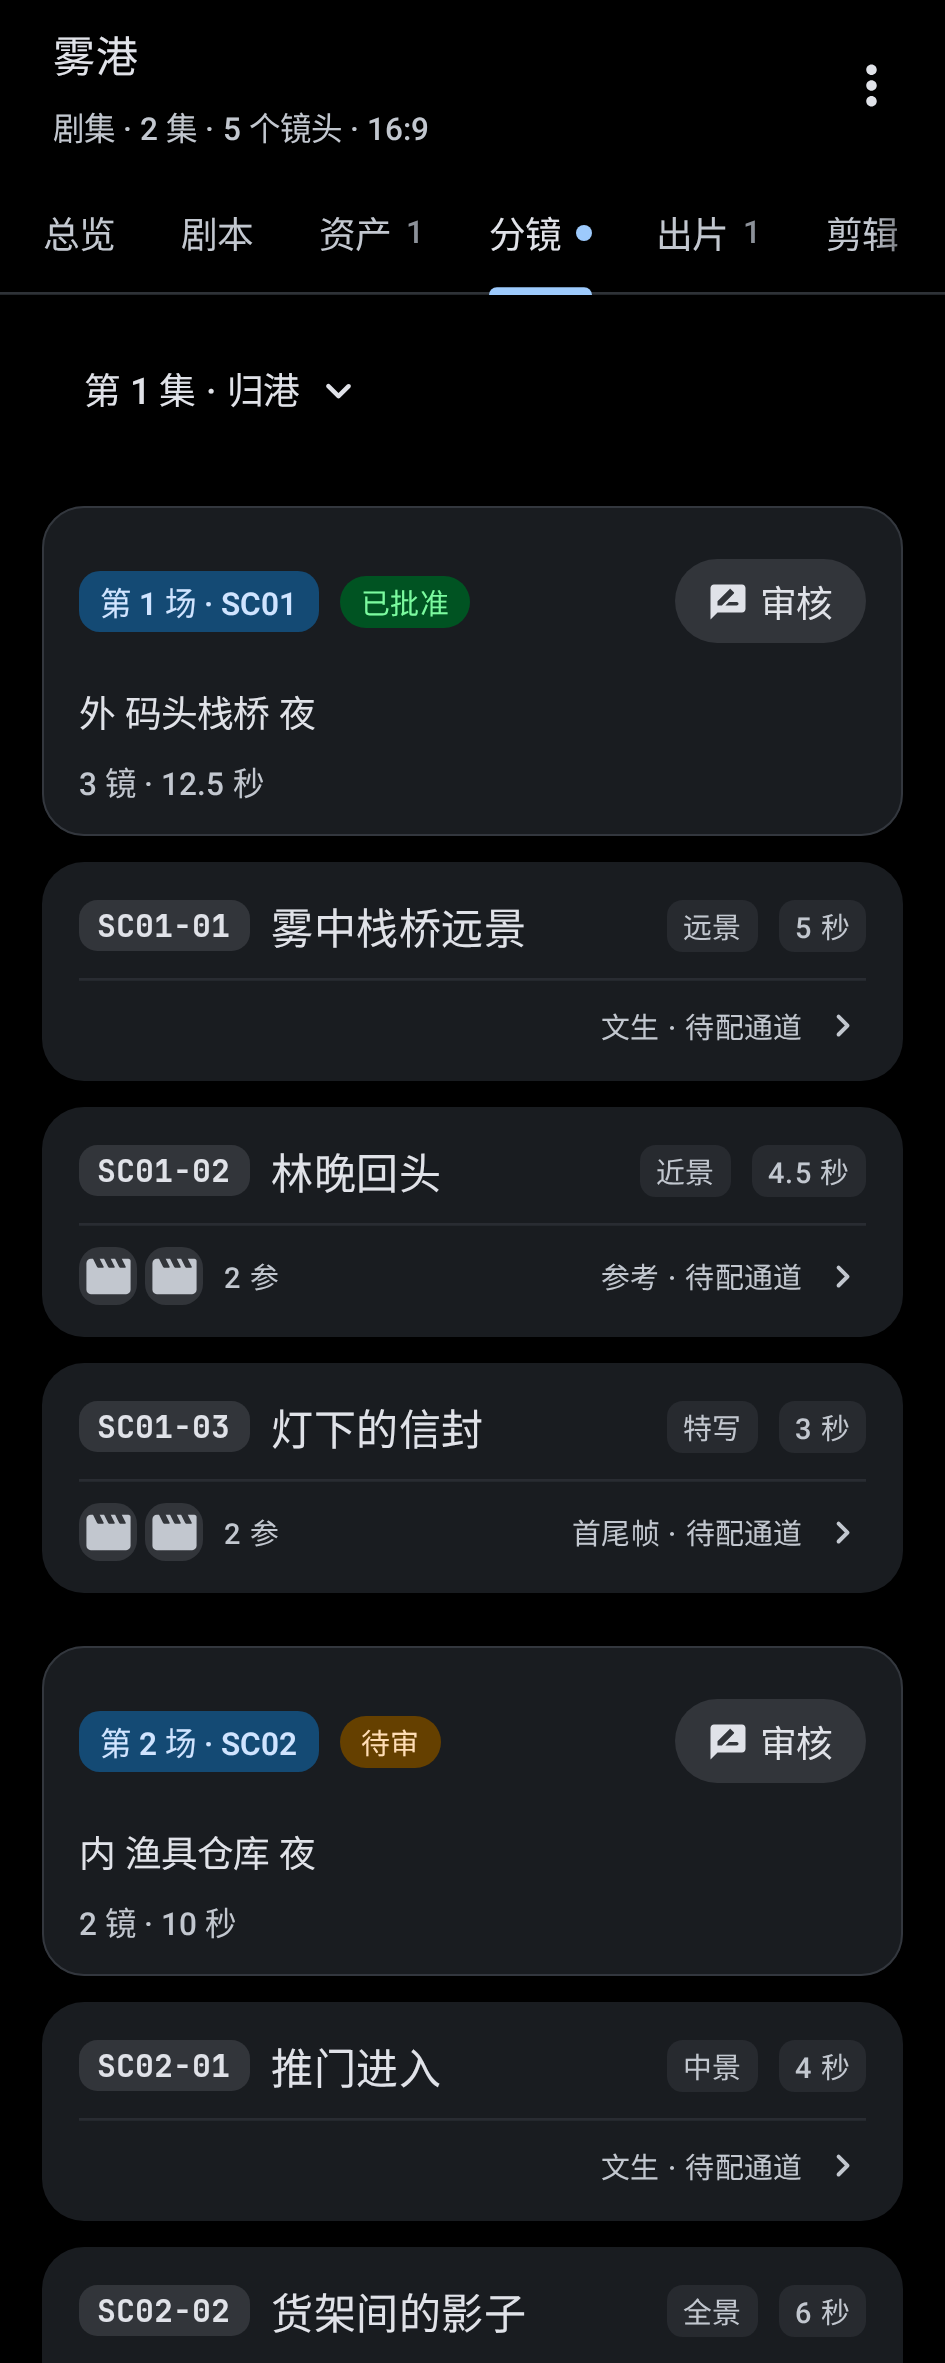 雾港
剧集 · 2 集 · 5 个镜头 · 16:9
总览 剧本 资产 1 分镜 出片 1 剪辑
第 1 集 · 归港
第 1 场 · SC01 已批准 审核
外 码头栈桥 夜
3 镜 · 12.5 秒
SC01-01 雾中栈桥远景 远景 5 秒
文生 · 待配通道
SC01-02 林晚回头 近景 4.5 秒
2 参 参考 · 待配通道
SC01-03 灯下的信封 特写 3 秒
2 参 首尾帧 · 待配通道
第 2 场 · SC02 待审 审核
内 渔具仓库 夜
2 镜 · 10 秒
SC02-01 推门进入 中景 4 秒
文生 · 待配通道
SC02-02 货架间的影子 全景 6 秒